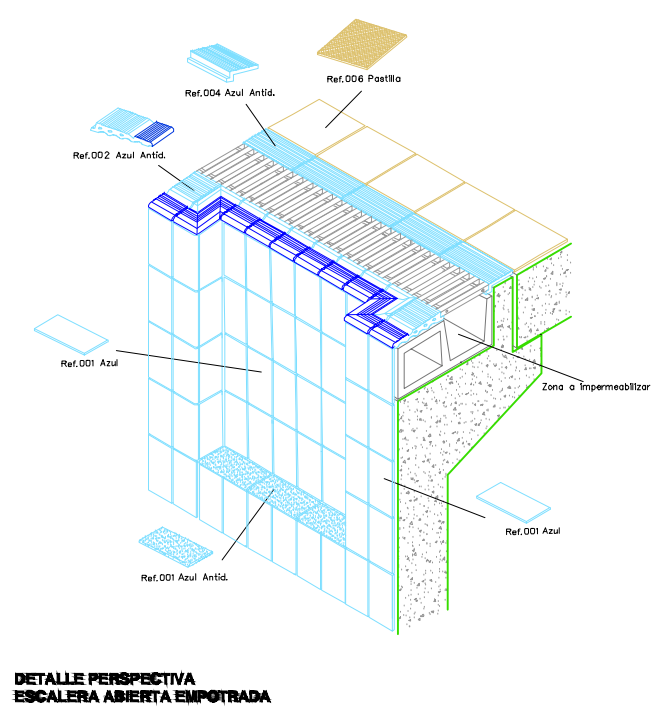 Ref.006 Pastilla
Ref.004 Azul Antid.
Ref.002 Azul Antid.
Ref.001 Azul
Zona a impermeabilizar
Ref.001 Azul
Ref.001 Azul Antid.
DETALLE PERSPECTIVA
ESCALERA ABIERTA EMPOTRADA